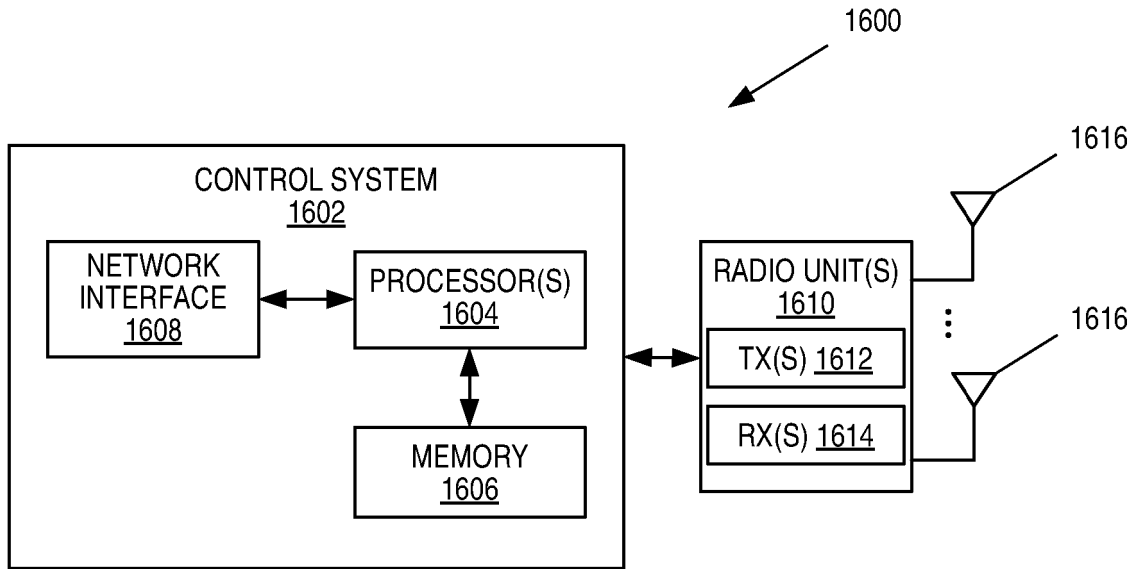 1600
1616
CONTROL SYSTEM
1602
NETWORK
INTERFACE
1608
PROCESSOR(S)
1604
MEMORY
1606
RADIO UNIT(S)
1610
TX(S) 1612
RX(S) 1614
1616